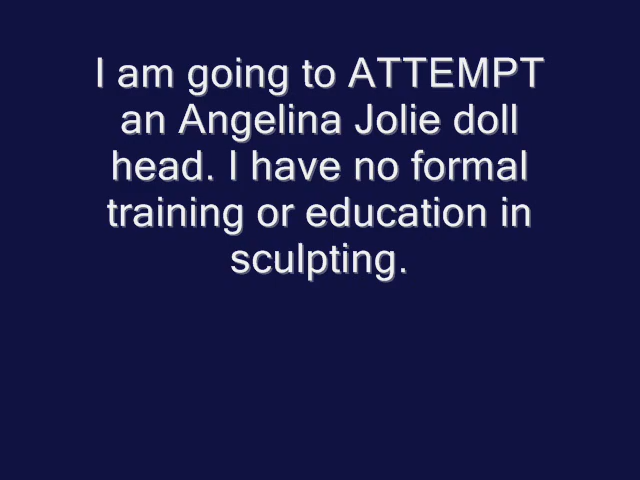 I am going to ATTEMPT
an Angelina Jolie doll
head. I have no formal
training or education in
sculpting.